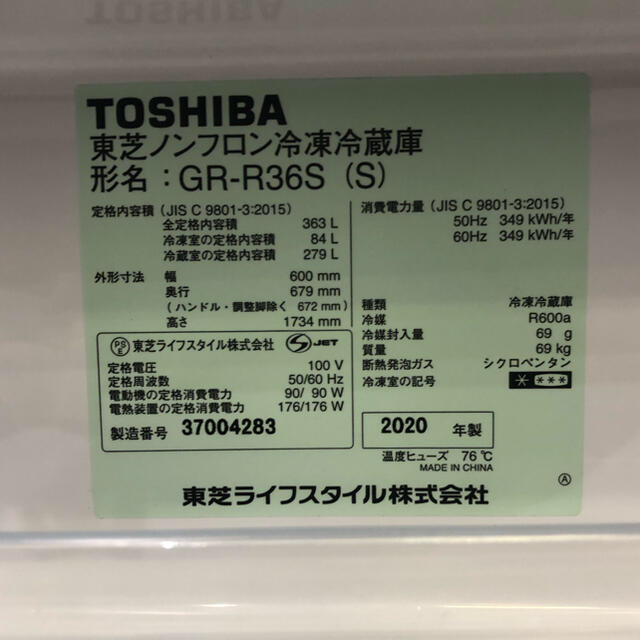 TOSHIBA
東芝ノンフロン冷凍冷蔵庫
形名：GR-R36S（S）
定格内容積（JIS C 9801-3:2015）
全定格内容積 363 L
冷凍室の定格内容積 84 L
冷蔵室の定格内容積 279 L
外形寸法 幅 600 mm
奥行 679 mm
（ハンドル・調整脚除く 672 mm）
高さ 1734 mm
消費電力量（JIS C 9801-3:2015）
50Hz 349 kWh/年
60Hz 349 kWh/年
種類 冷凍冷蔵庫
冷媒 R600a
冷媒封入量 69 g
質量 69 kg
断熱発泡ガス シクロペンタン
冷凍室の記号 * ***
PS E 東芝ライフスタイル株式会社 S JET
定格電圧 100 V
定格周波数 50/60 Hz
電動機の定格消費電力 90/ 90 W
電熱装置の定格消費電力 176/176 W
製造番号 37004283
2020 年製
温度ヒューズ 76 ℃
MADE IN CHINA
A
東芝ライフスタイル株式会社